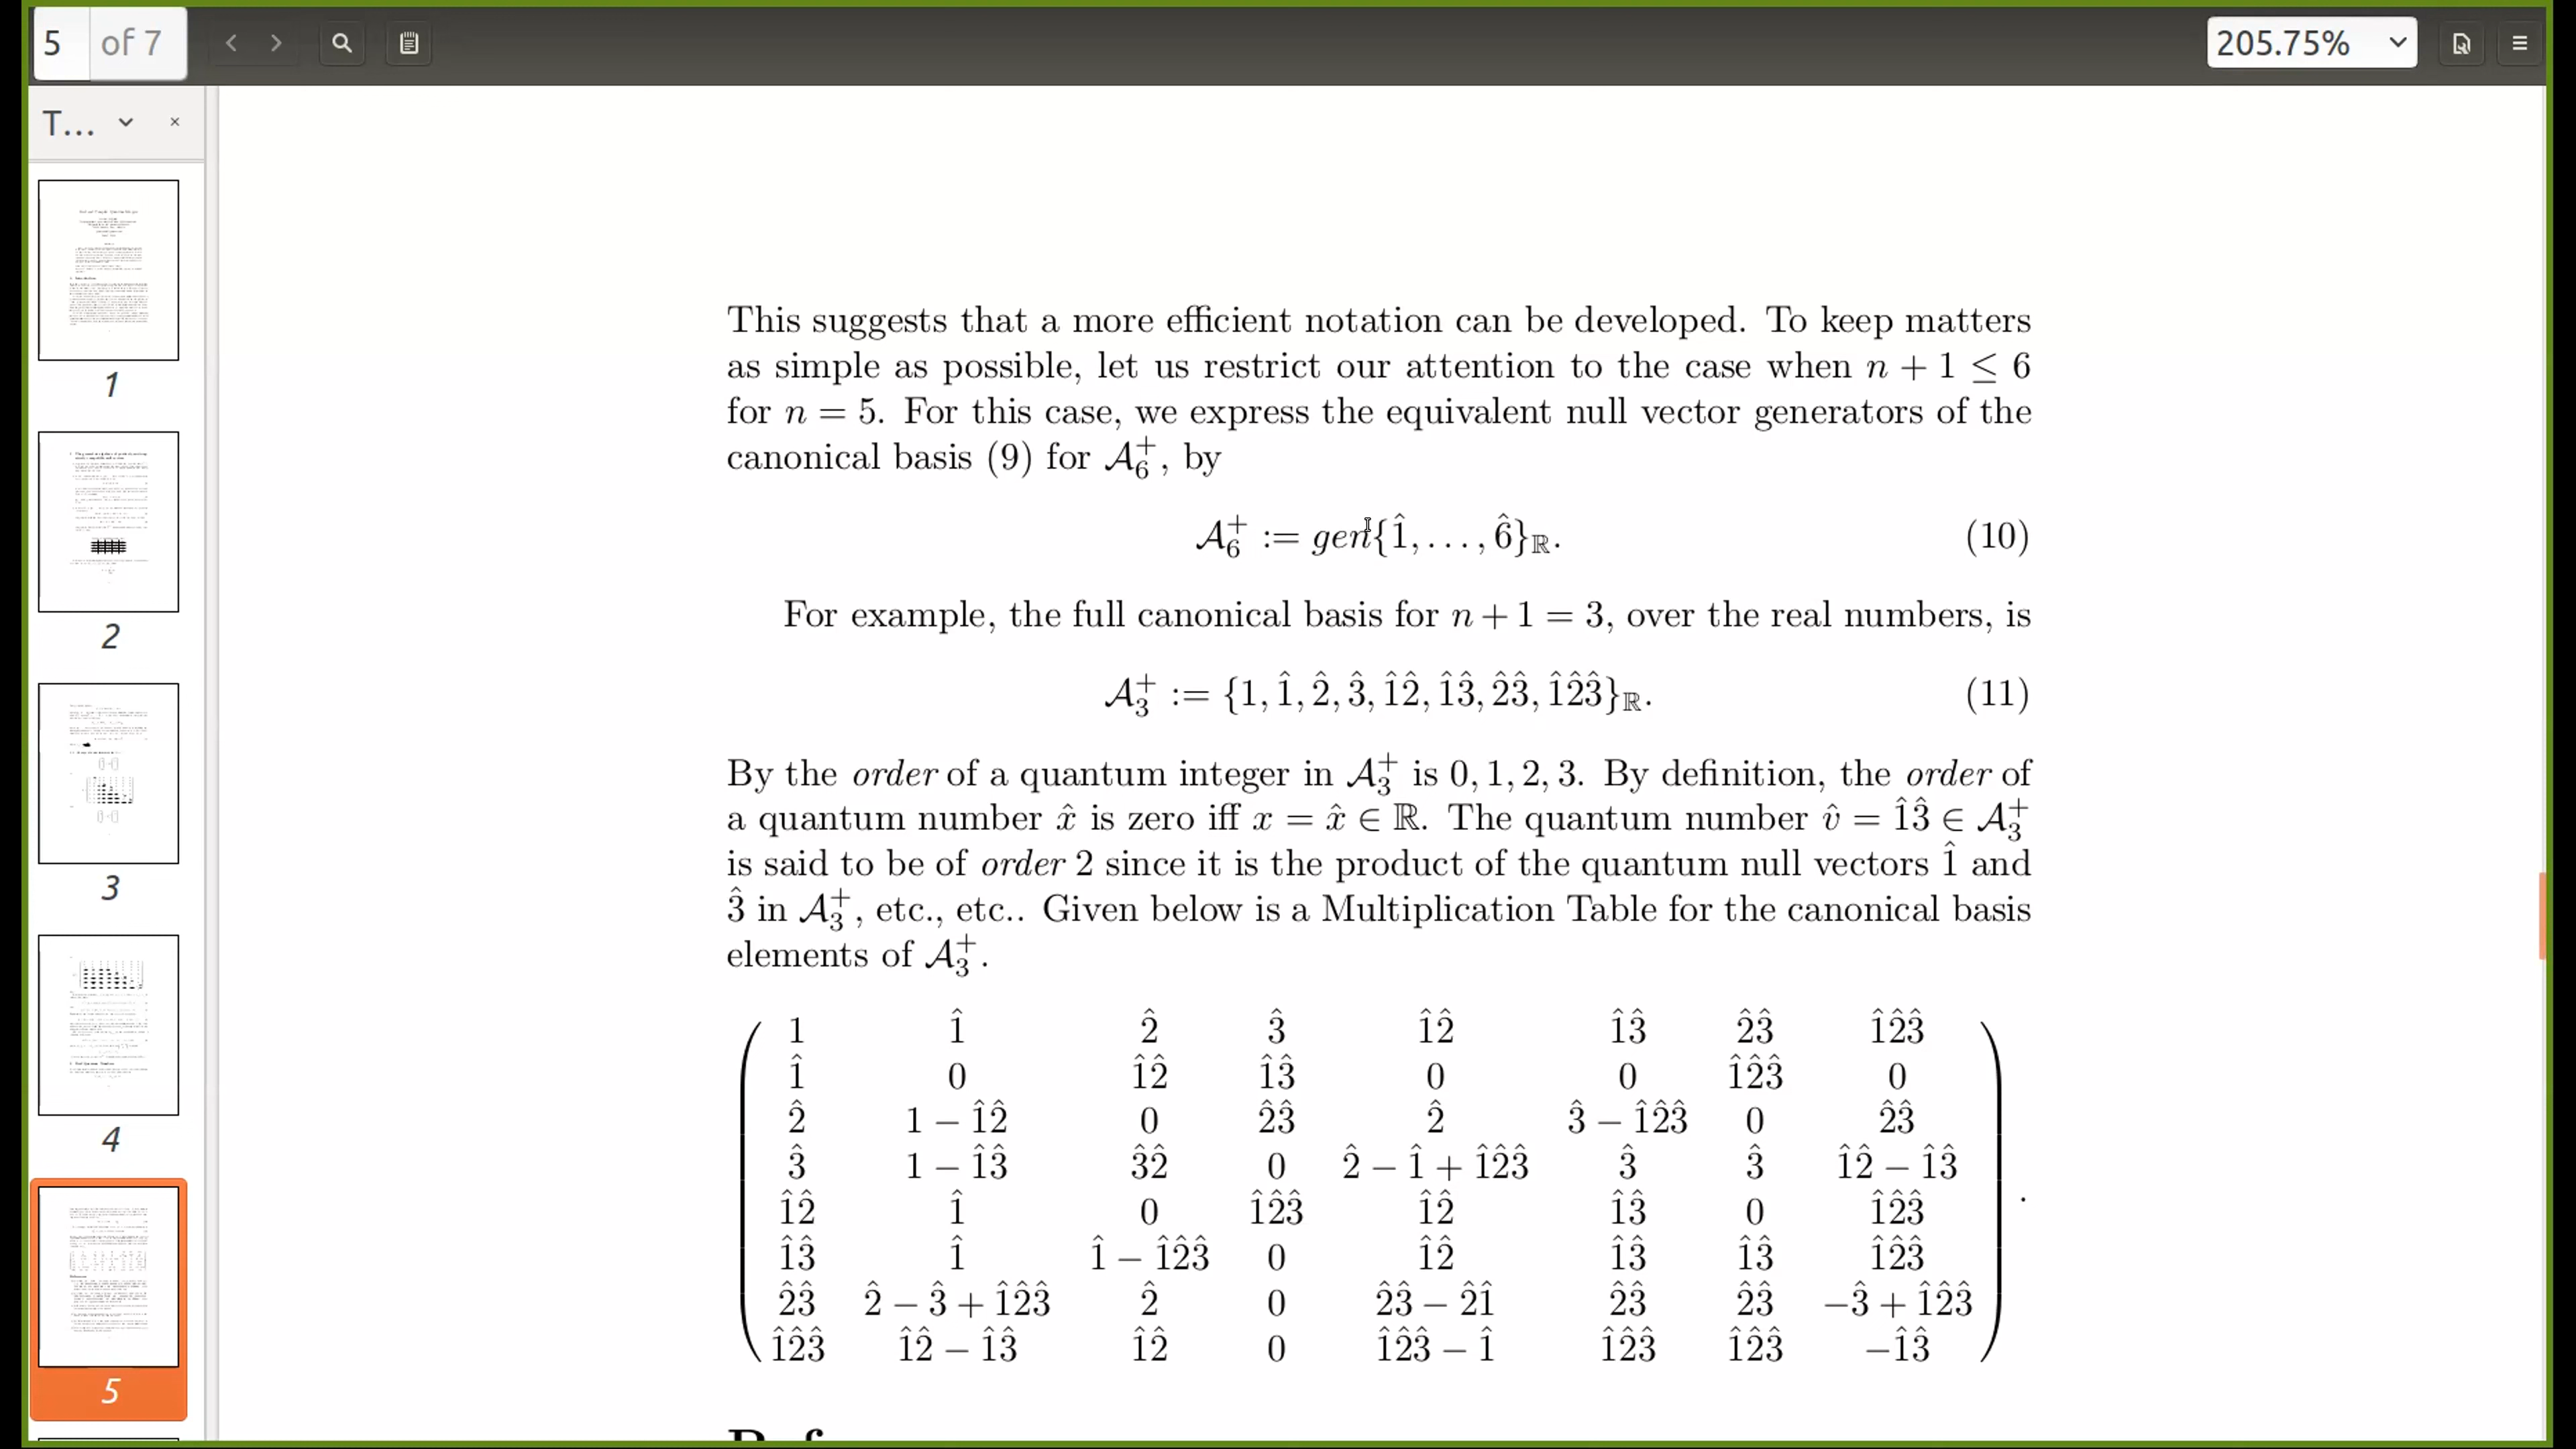 5 of 7
205.75%
T...
1
2
3
4
5
This suggests that a more efficient notation can be developed. To keep matters
as simple as possible, let us restrict our attention to the case when n + 1 ≤ 6
for n = 5. For this case, we express the equivalent null vector generators of the
canonical basis (9) for 𝒜₆⁺, by
𝒜₆⁺ := gen{1̂, . . . , 6̂}ℝ. (10)
For example, the full canonical basis for n + 1 = 3, over the real numbers, is
𝒜₃⁺ := {1, 1̂, 2̂, 3̂, 1̂2̂, 1̂3̂, 2̂3̂, 1̂2̂3̂}ℝ. (11)
By the order of a quantum integer in 𝒜₃⁺ is 0, 1, 2, 3. By definition, the order of
a quantum number x̂ is zero iff x = x̂ ∈ ℝ. The quantum number v̂ = 1̂3̂ ∈ 𝒜₃⁺
is said to be of order 2 since it is the product of the quantum null vectors 1̂ and
3̂ in 𝒜₃⁺, etc., etc.. Given below is a Multiplication Table for the canonical basis
elements of 𝒜₃⁺.
1 1̂ 2̂ 3̂ 1̂2̂ 1̂3̂ 2̂3̂ 1̂2̂3̂
1̂ 0 1̂2̂ 1̂3̂ 0 0 1̂2̂3̂ 0
2̂ 1 − 1̂2̂ 0 2̂3̂ 2̂ 3̂ − 1̂2̂3̂ 0 2̂3̂
3̂ 1 − 1̂3̂ 3̂2̂ 0 2̂ − 1̂ + 1̂2̂3̂ 3̂ 3̂ 1̂2̂ − 1̂3̂
1̂2̂ 1̂ 0 1̂2̂3̂ 1̂2̂ 1̂3̂ 0 1̂2̂3̂ .
1̂3̂ 1̂ 1̂ − 1̂2̂3̂ 0 1̂2̂ 1̂3̂ 1̂3̂ 1̂2̂3̂
2̂3̂ 2̂ − 3̂ + 1̂2̂3̂ 2̂ 0 2̂3̂ − 2̂1̂ 2̂3̂ 2̂3̂ −3̂ + 1̂2̂3̂
1̂2̂3̂ 1̂2̂ − 1̂3̂ 1̂2̂ 0 1̂2̂3̂ − 1̂ 1̂2̂3̂ 1̂2̂3̂ −1̂3̂